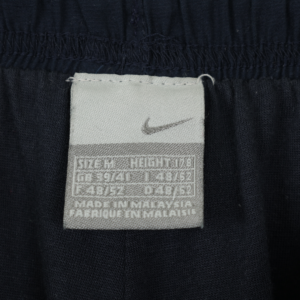 SIZE M HEIGHT 178
GB 39/41 I 48/52
F 48/52 D 48/52
MADE IN MALAYSIA
FABRIQUE EN MALAISIE